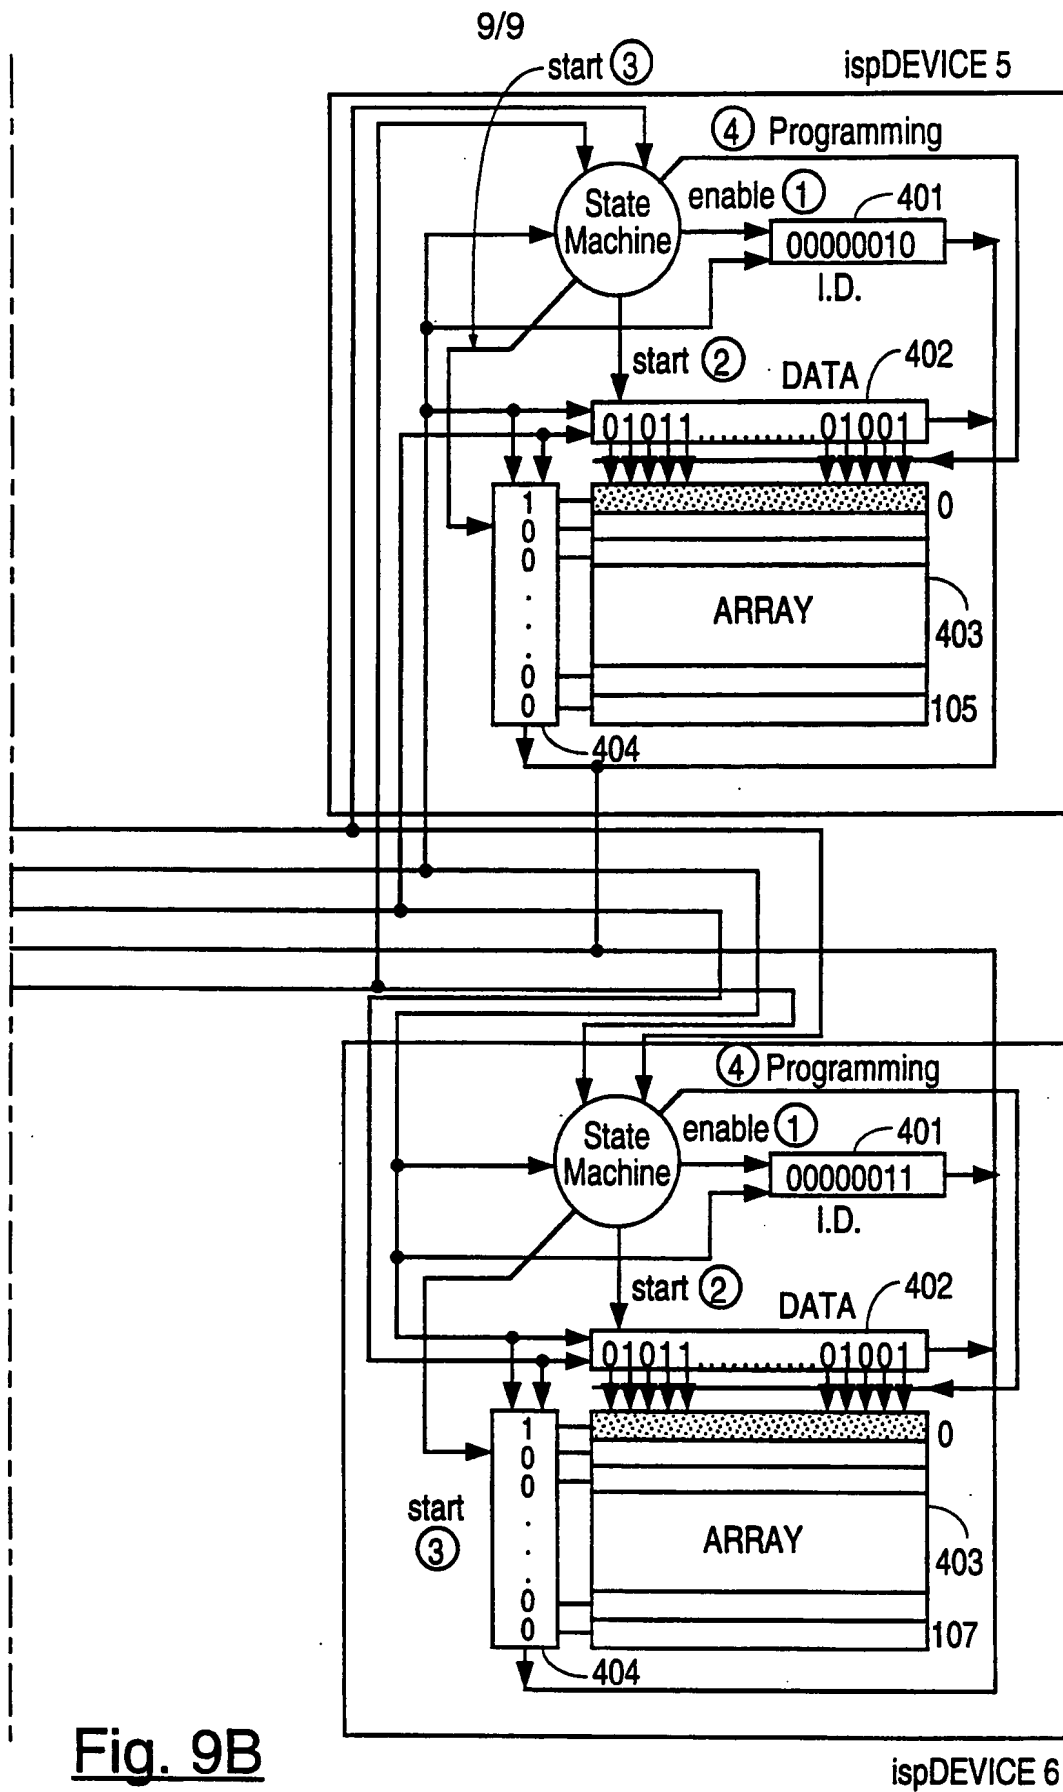 9/9
start ③
ispDEVICE 5
④ Programming
State
Machine
enable ①
401
00000010
I.D.
start ②
DATA
402
01011..............01001
1
0
0
.
.
.
0
0
0
ARRAY
403
105
404
④ Programming
State
Machine
enable ①
401
00000011
I.D.
start ②
DATA
402
01011..............01001
1
0
0
.
.
.
0
0
0
start
③
ARRAY
403
107
404
Fig. 9B
ispDEVICE 6